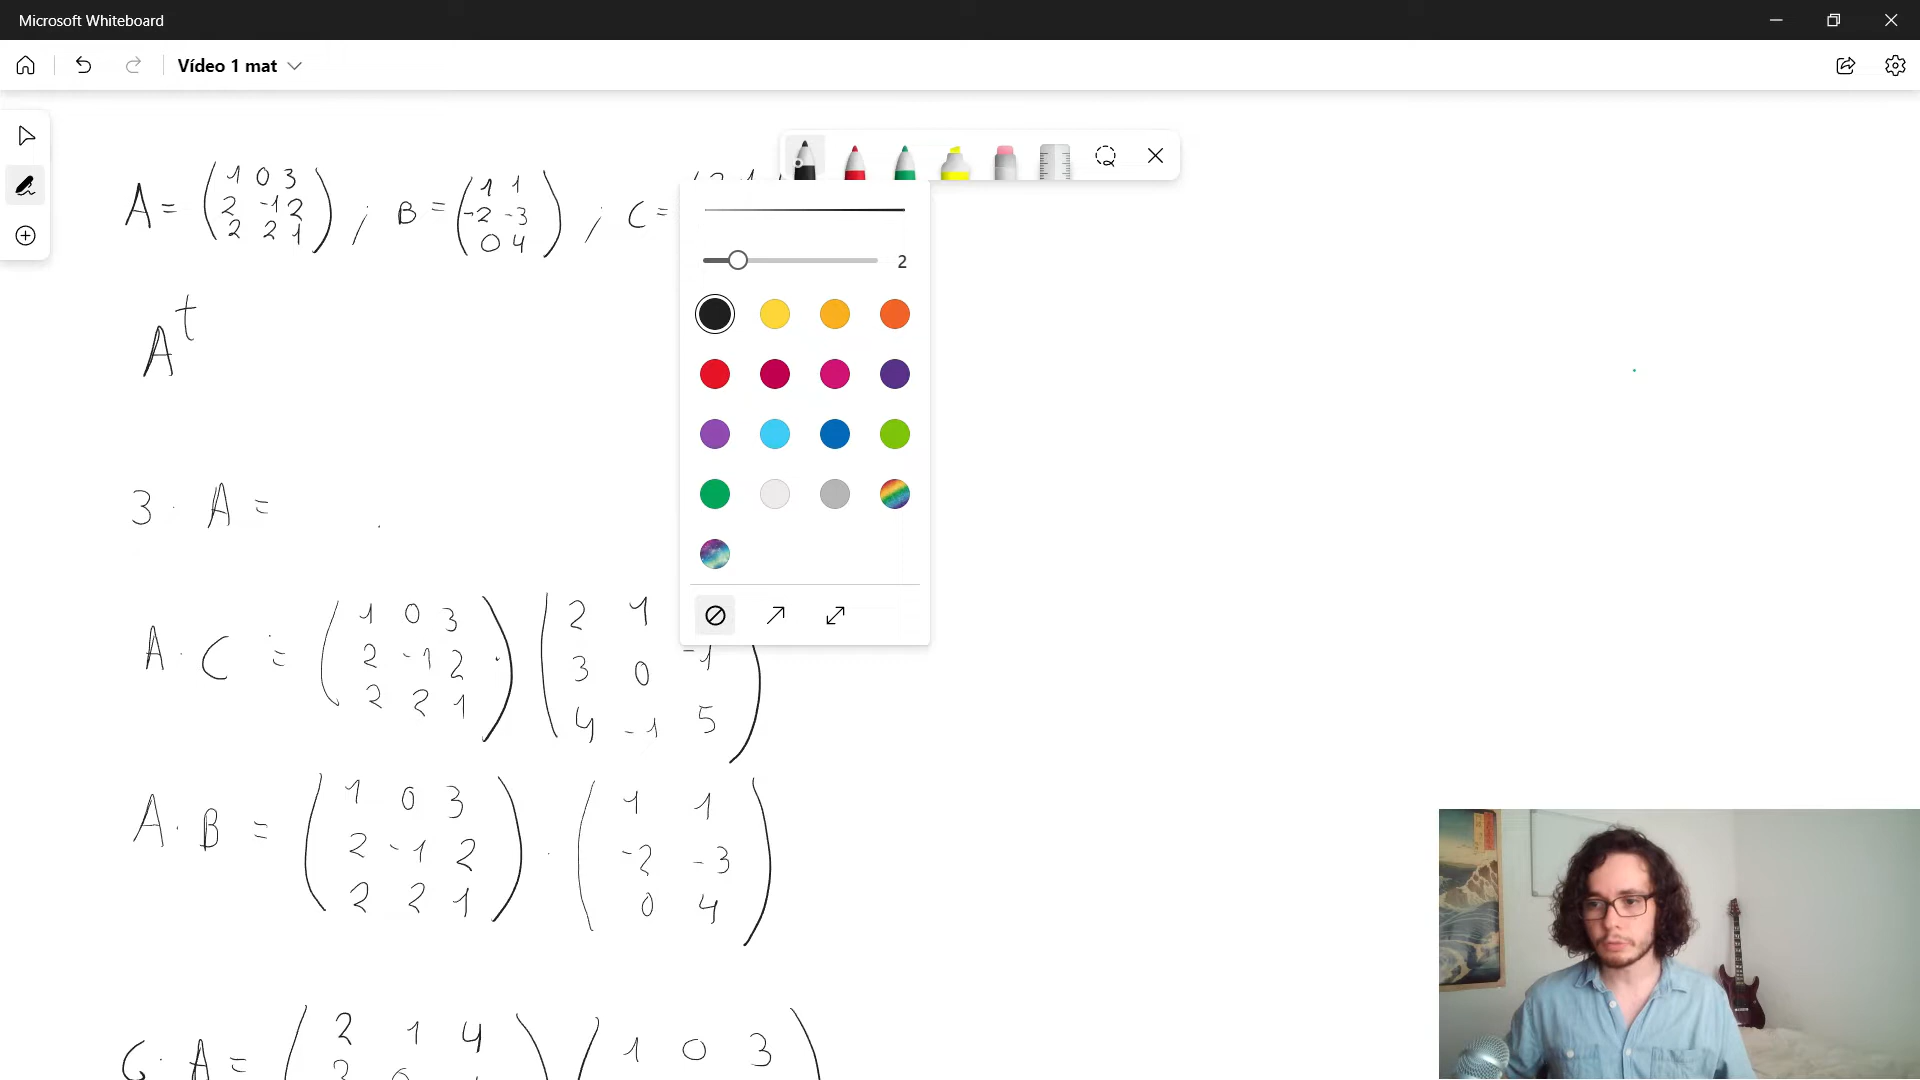 Microsoft Whiteboard
Vídeo 1 mat
A = ( 1 0 3 ; B = ( 1 1 ; C =
2 -1 2 -2 -3
2 2 1 ) 0 4 )
2
A^t
3 · A =
A · C = ( 1 0 3 ( 2 1
2 -1 2 · 3 0 -1
2 2 1 ) 4 -1 5 )
A · B = ( 1 0 3 ( 1 1
2 -1 2 · -2 -3
2 2 1 ) 0 4 )
C · A = ( 2 1 4 ) ( 1 0 3 )